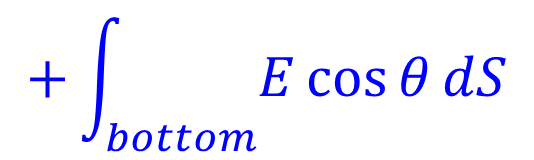 + ∫_{bottom} E cos θ dS